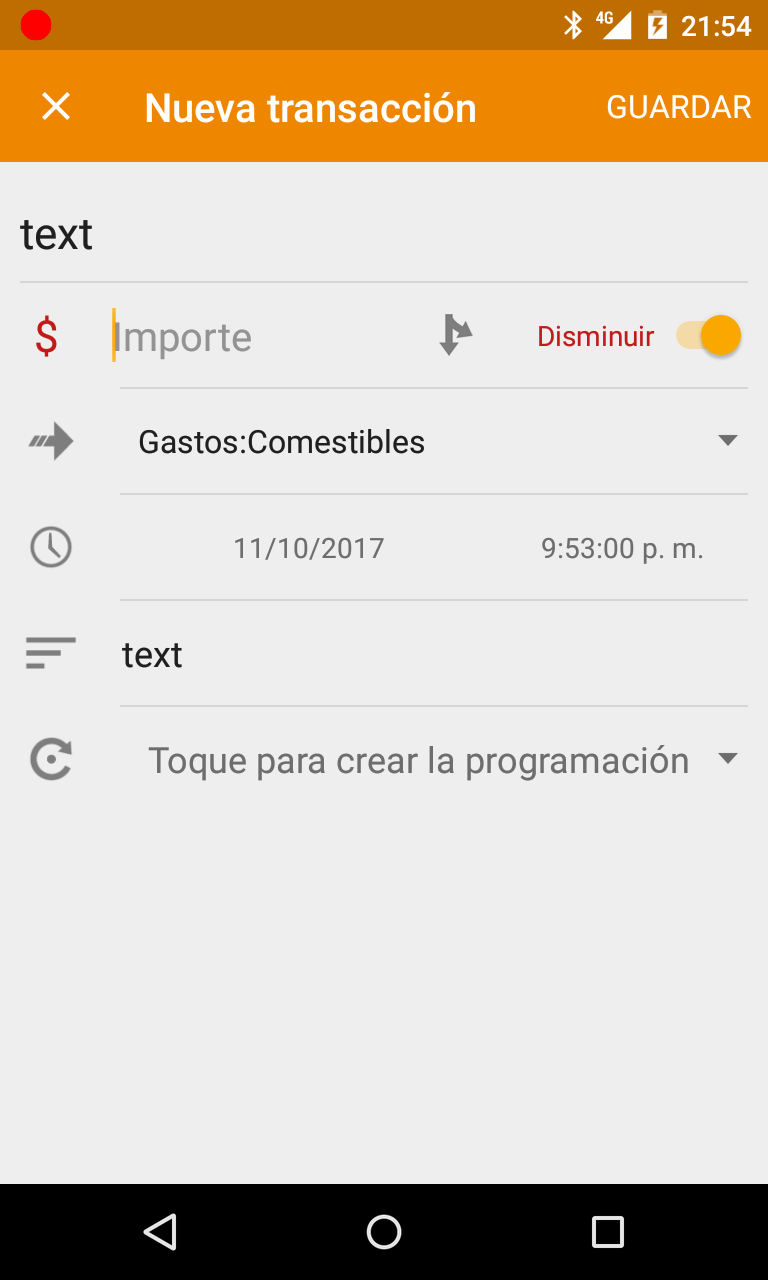 4G 21:54
Nueva transacción GUARDAR
text
$ Importe Disminuir
Gastos:Comestibles
11/10/2017 9:53:00 p. m.
text
Toque para crear la programación